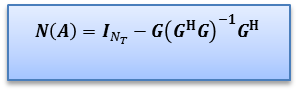 N(A) = I_{N_T} − G(G^H G)^{−1} G^H